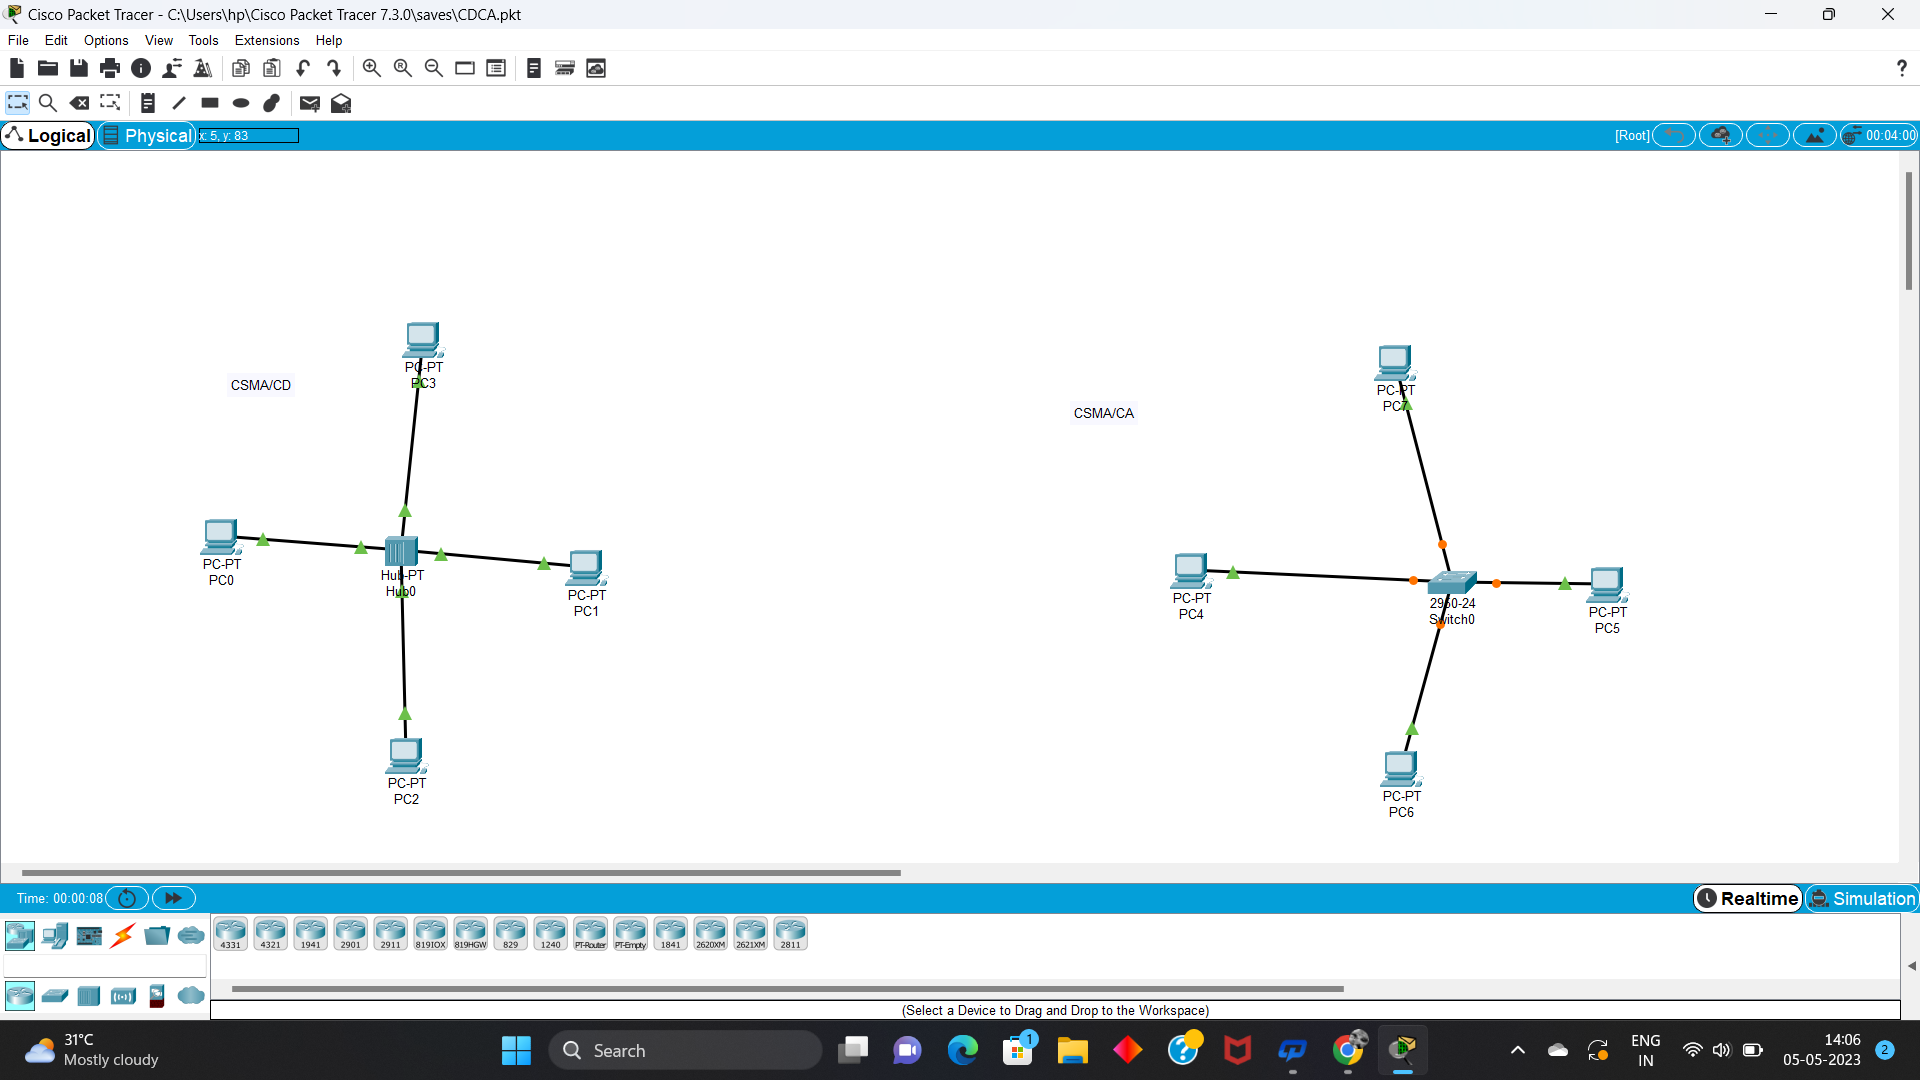 Cisco Packet Tracer - C:\Users\hp\Cisco Packet Tracer 7.3.0\saves\CDCA.pkt
File Edit Options View Tools Extensions Help
?
Logical Physical x: 5, y: 83 [Root] 00:04:00
PC-PT
PC3
CSMA/CD
PC-PT
PC7
CSMA/CA
PC-PT
PC0
Hub-PT
Hub0
PC-PT
PC1
PC-PT
PC4
2950-24
Switch0
PC-PT
PC5
PC-PT
PC2
PC-PT
PC6
Time: 00:00:08 Realtime Simulation
4331 4321 1941 2901 2911 819IOX 819HGW 829 1240 PT-Router PT-Empty 1841 2620XM 2621XM 2811
(Select a Device to Drag and Drop to the Workspace)
31°C
Mostly cloudy
Search
1
ENG
IN
14:06
05-05-2023
2